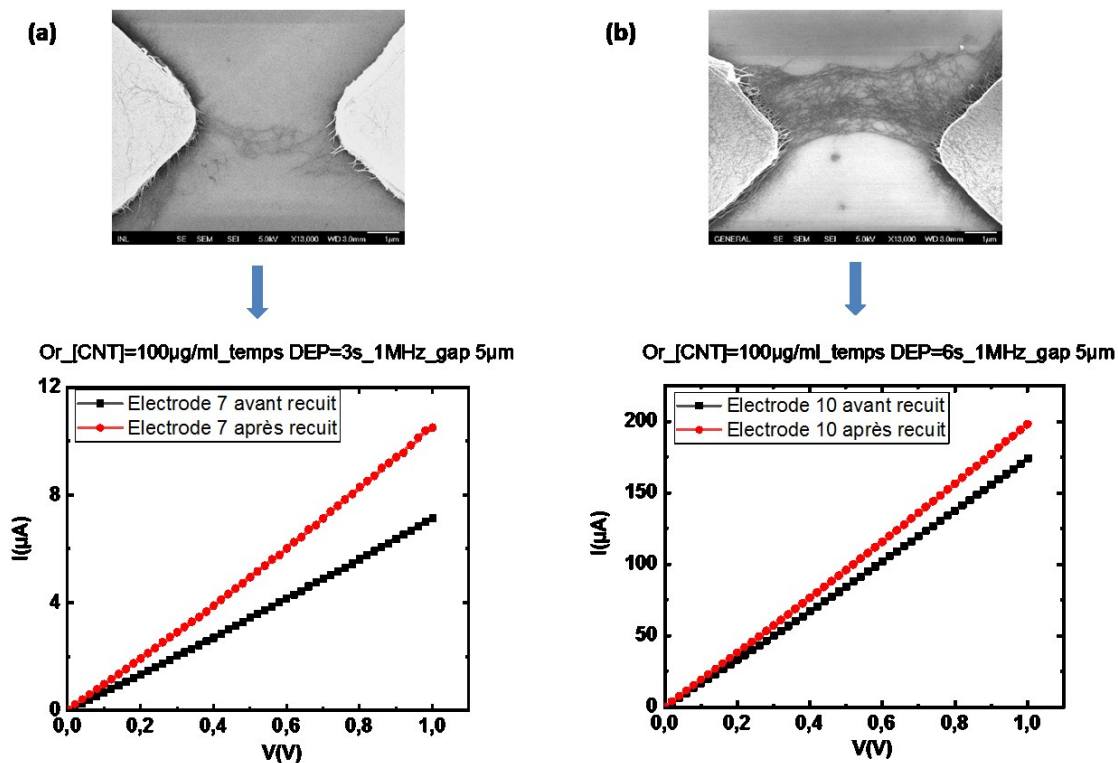 (a)
INL SE SEM SEI 5.0kV X13,000 WD 3.0mm 1µm
Or_[CNT]=100µg/ml_temps DEP=3s_1MHz_gap 5µm
12
8
4
0
I(µA)
Electrode 7 avant recuit
Electrode 7 après recuit
0,0 0,2 0,4 0,6 0,8 1,0
V(V)
(b)
GENERAL SE SEM SEI 5.0kV X13,000 WD 3.0mm 1µm
Or_[CNT]=100µg/ml_temps DEP=6s_1MHz_gap 5µm
200
150
100
50
0
I(µA)
Electrode 10 avant recuit
Electrode 10 après recuit
0,0 0,2 0,4 0,6 0,8 1,0
V(V)